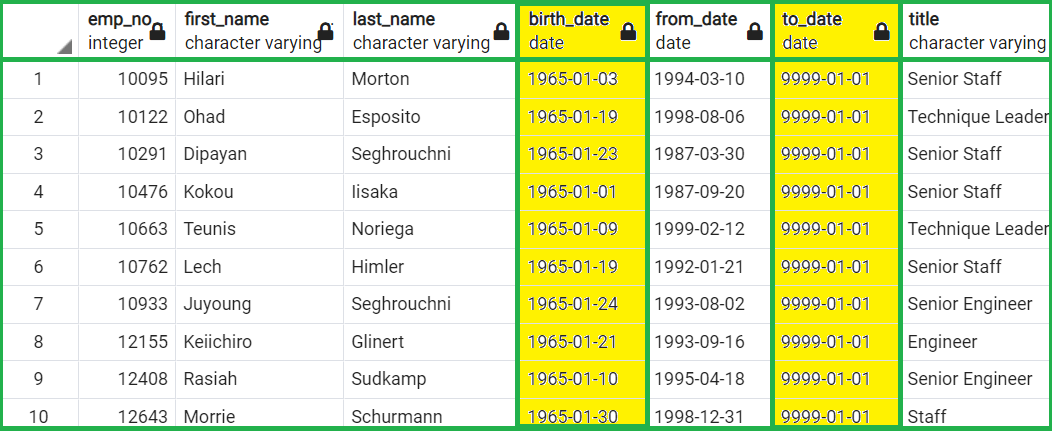 emp_no first_name last_name birth_date from_date to_date title
integer character varying character varying date date date character varying
1 10095 Hilari Morton 1965-01-03 1994-03-10 9999-01-01 Senior Staff
2 10122 Ohad Esposito 1965-01-19 1998-08-06 9999-01-01 Technique Leader
3 10291 Dipayan Seghrouchni 1965-01-23 1987-03-30 9999-01-01 Senior Staff
4 10476 Kokou Iisaka 1965-01-01 1987-09-20 9999-01-01 Senior Staff
5 10663 Teunis Noriega 1965-01-09 1999-02-12 9999-01-01 Technique Leader
6 10762 Lech Himler 1965-01-19 1992-01-21 9999-01-01 Senior Staff
7 10933 Juyoung Seghrouchni 1965-01-24 1993-08-02 9999-01-01 Senior Engineer
8 12155 Keiichiro Glinert 1965-01-21 1993-09-16 9999-01-01 Engineer
9 12408 Rasiah Sudkamp 1965-01-10 1995-04-18 9999-01-01 Senior Engineer
10 12643 Morrie Schurmann 1965-01-30 1998-12-31 9999-01-01 Staff